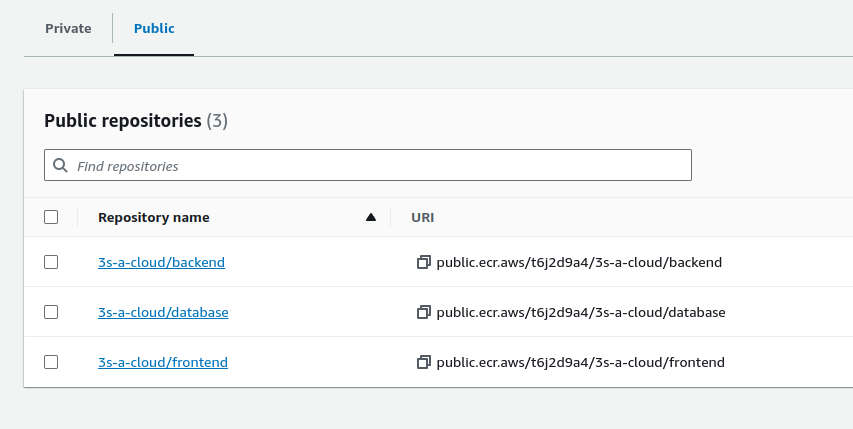 Private Public
Public repositories (3)
Find repositories
Repository name URI
3s-a-cloud/backend public.ecr.aws/t6j2d9a4/3s-a-cloud/backend
3s-a-cloud/database public.ecr.aws/t6j2d9a4/3s-a-cloud/database
3s-a-cloud/frontend public.ecr.aws/t6j2d9a4/3s-a-cloud/frontend